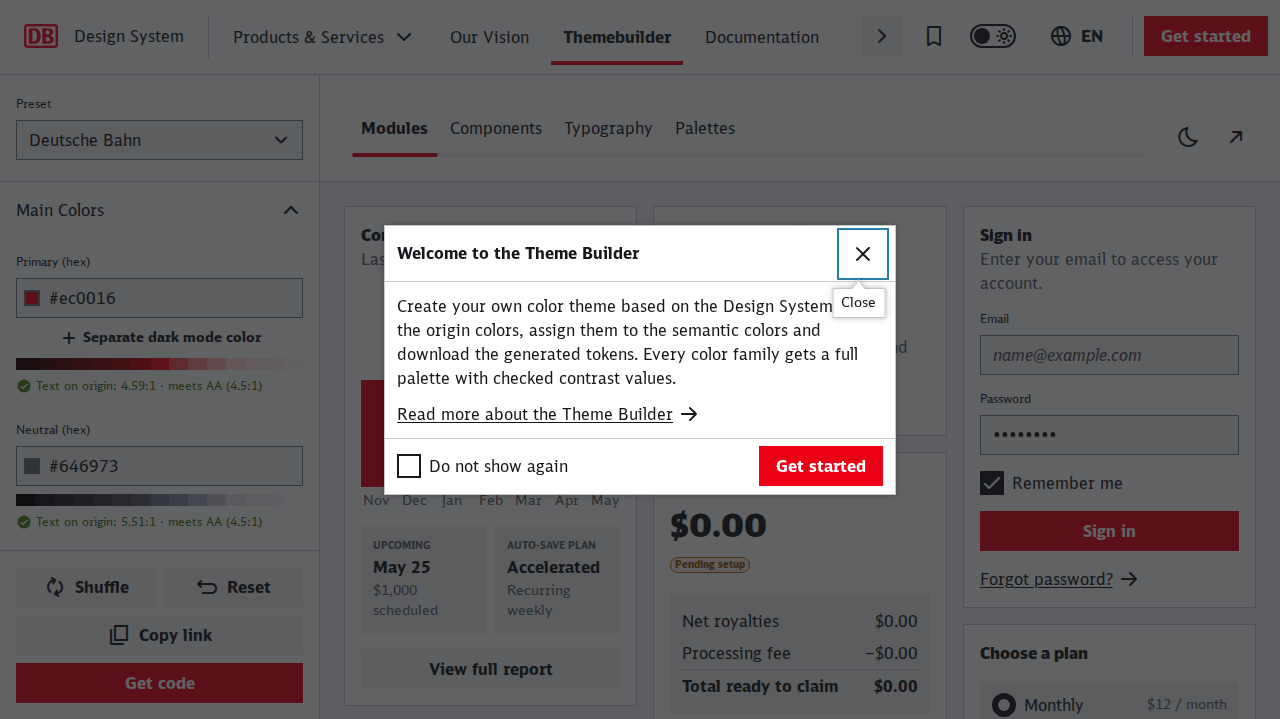 DB Design System
Products & Services
Our Vision
Themebuilder
Documentation
EN
Get started
Preset
Deutsche Bahn
Modules
Components
Typography
Palettes
Main Colors
Primary (hex)
#ec0016
Separate dark mode color
Text on origin: 4.59:1 · meets AA (4.5:1)
Neutral (hex)
#646973
Text on origin: 5.51:1 · meets AA (4.5:1)
Shuffle
Reset
Copy link
Get code
Welcome to the Theme Builder
Close
Create your own color theme based on the Design System
the origin colors, assign them to the semantic colors and
download the generated tokens. Every color family gets a full
palette with checked contrast values.
Read more about the Theme Builder
Do not show again
Get started
Nov Dec Jan Feb Mar Apr May
UPCOMING
May 25
$1,000
scheduled
AUTO-SAVE PLAN
Accelerated
Recurring
weekly
View full report
$0.00
Pending setup
Net royalties $0.00
Processing fee −$0.00
Total ready to claim $0.00
Sign in
Enter your email to access your
account.
Email
name@example.com
Password
••••••••
Remember me
Sign in
Forgot password?
Choose a plan
Monthly $12 / month